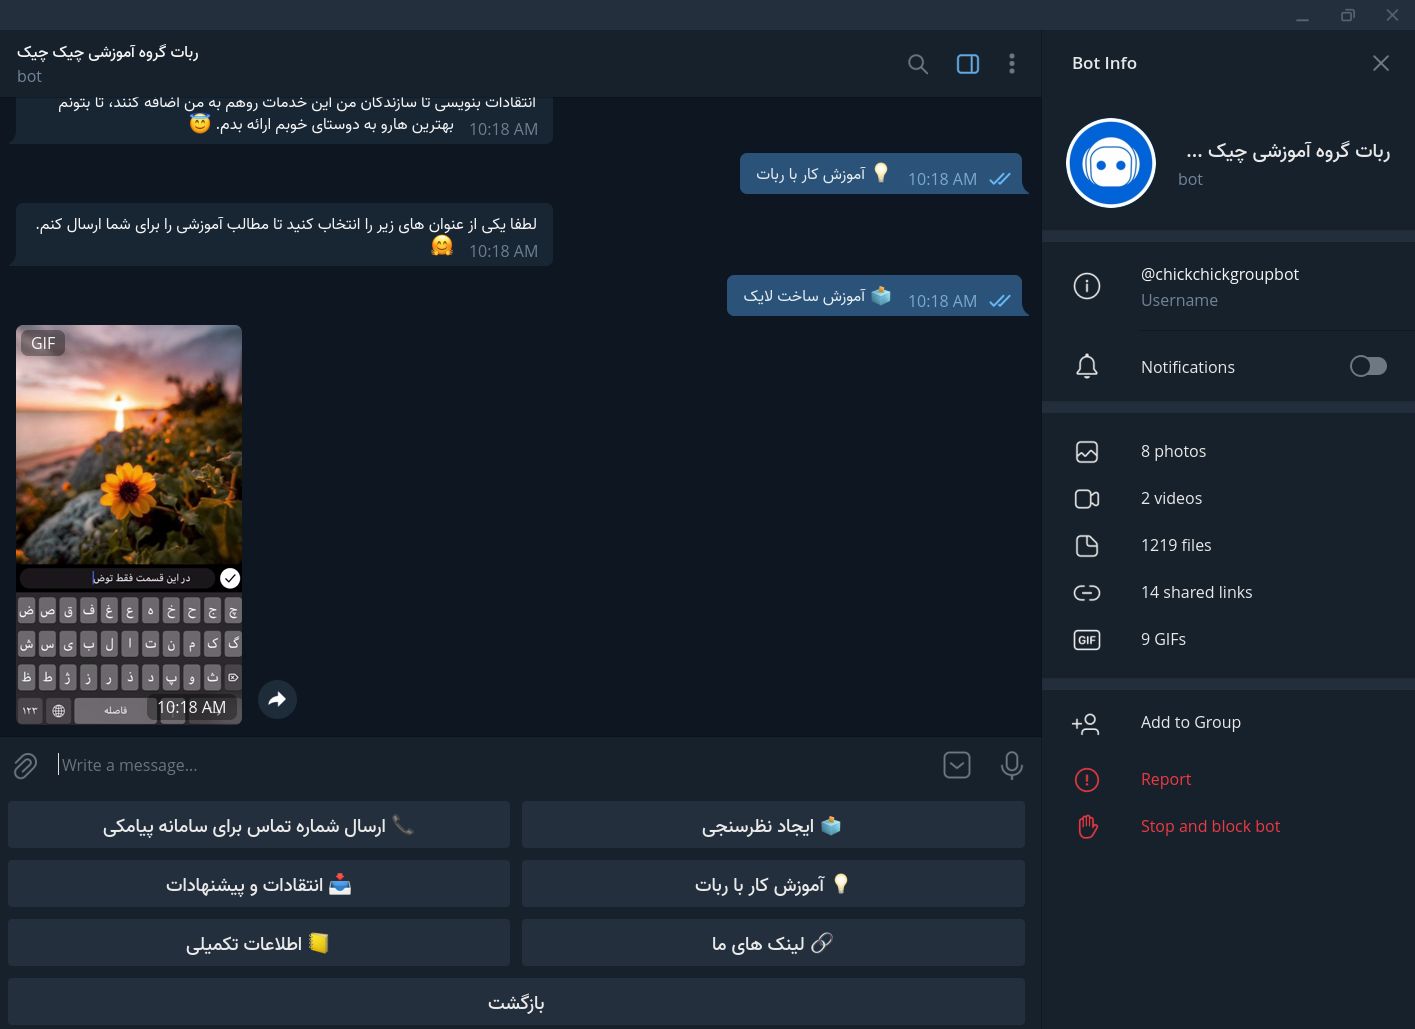 ربات گروه آموزشی چیک چیک
bot
انتقادات بنویسی تا سازندگان من این خدمات روهم به من اضافه کنند، تا بتونم
بهترین هارو به دوستای خوبم ارائه بدم. 😇
10:18 AM
💡 آموزش کار با ربات
10:18 AM
لطفا یکی از عنوان های زیر را انتخاب کنید تا مطالب آموزشی را برای شما ارسال کنم.
🤗
10:18 AM
🗳 آموزش ساخت لایک
10:18 AM
GIF
در این قسمت فقط توض
ض ص ق ف غ ع ه خ ح ج چ
ش س ی ب ل ا ت ن م ک گ
ظ ط ژ ز ر ذ د پ و ث
۱۲۳
فاصله
10:18 AM
Write a message...
📞 ارسال شماره تماس برای سامانه پیامکی
🗳 ایجاد نظرسنجی
📥 انتقادات و پیشنهادات
💡 آموزش کار با ربات
📒 اطلاعات تکمیلی
🔗 لینک های ما
بازگشت
Bot Info
ربات گروه آموزشی چیک ...
bot
@chickchickgroupbot
Username
Notifications
8 photos
2 videos
1219 files
14 shared links
GIF
9 GIFs
Add to Group
Report
Stop and block bot